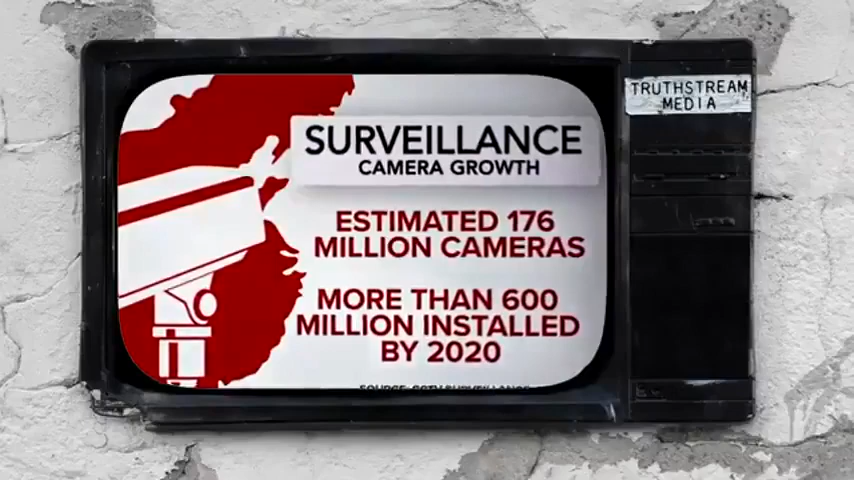 SURVEILLANCE
CAMERA GROWTH
ESTIMATED 176
MILLION CAMERAS
MORE THAN 600
MILLION INSTALLED
BY 2020
TRUTHSTREAM
MEDIA